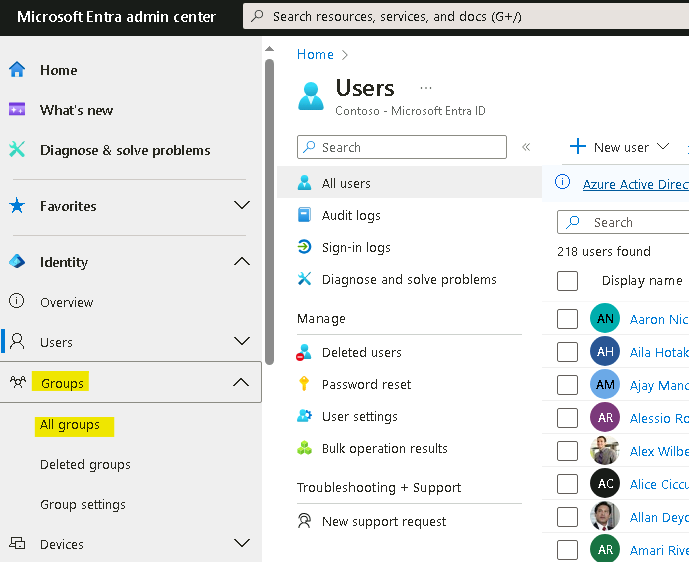 Microsoft Entra admin center
Search resources, services, and docs (G+/)
Home
What's new
Diagnose & solve problems
Favorites
Identity
Overview
Users
Groups
All groups
Deleted groups
Group settings
Devices
Home
Users ...
Contoso - Microsoft Entra ID
Search
All users
Audit logs
Sign-in logs
Diagnose and solve problems
Manage
Deleted users
Password reset
User settings
Bulk operation results
Troubleshooting + Support
New support request
New user
Azure Active Direc
Search
218 users found
Display name
AN Aaron Nic
AH Aila Hotak
AM Ajay Manc
AR Alessio Ro
Alex Wilbe
AC Alice Ciccu
Allan Deyo
AR Amari Rive